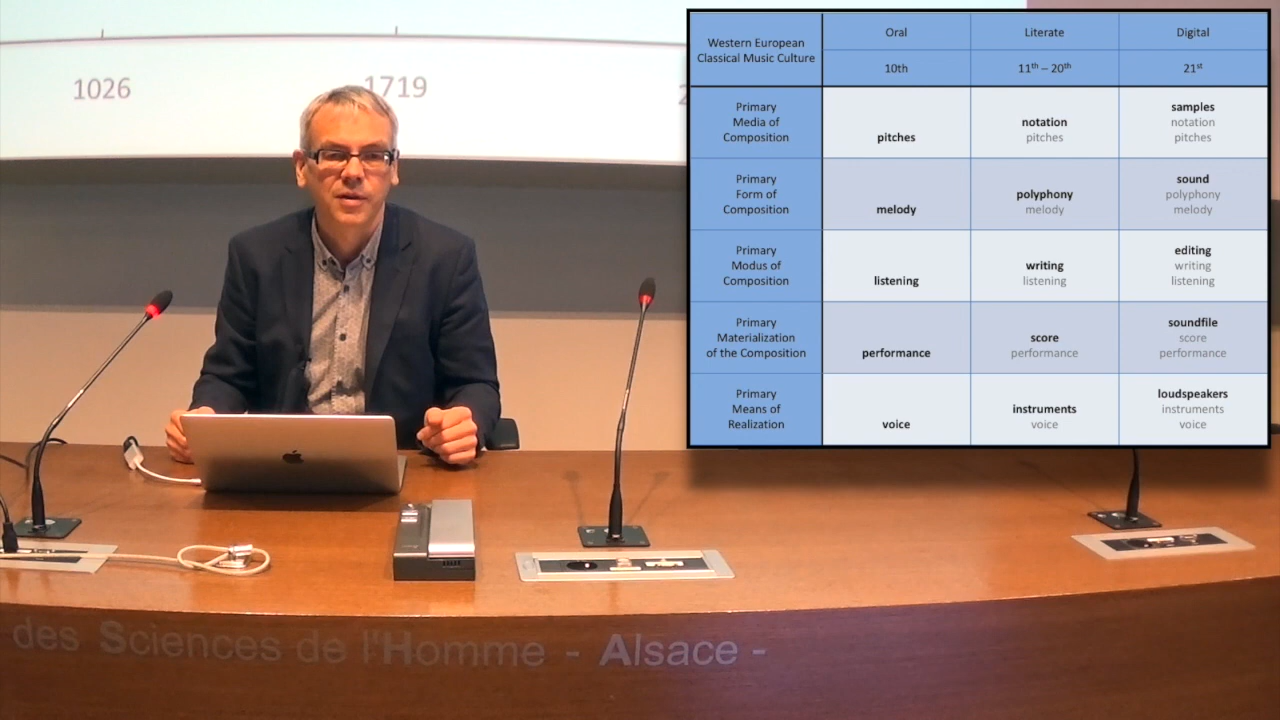 1026
1719
Western European
Classical Music Culture
Oral
Literate
Digital
10th
11th – 20th
21st
Primary
Media of
Composition
pitches
notation
pitches
samples
notation
pitches
Primary
Form of
Composition
melody
polyphony
melody
sound
polyphony
melody
Primary
Modus of
Composition
listening
writing
listening
editing
writing
listening
Primary
Materialization
of the Composition
performance
score
performance
soundfile
score
performance
Primary
Means of
Realization
voice
instruments
voice
loudspeakers
instruments
voice
des Sciences de l'Homme - Alsace -